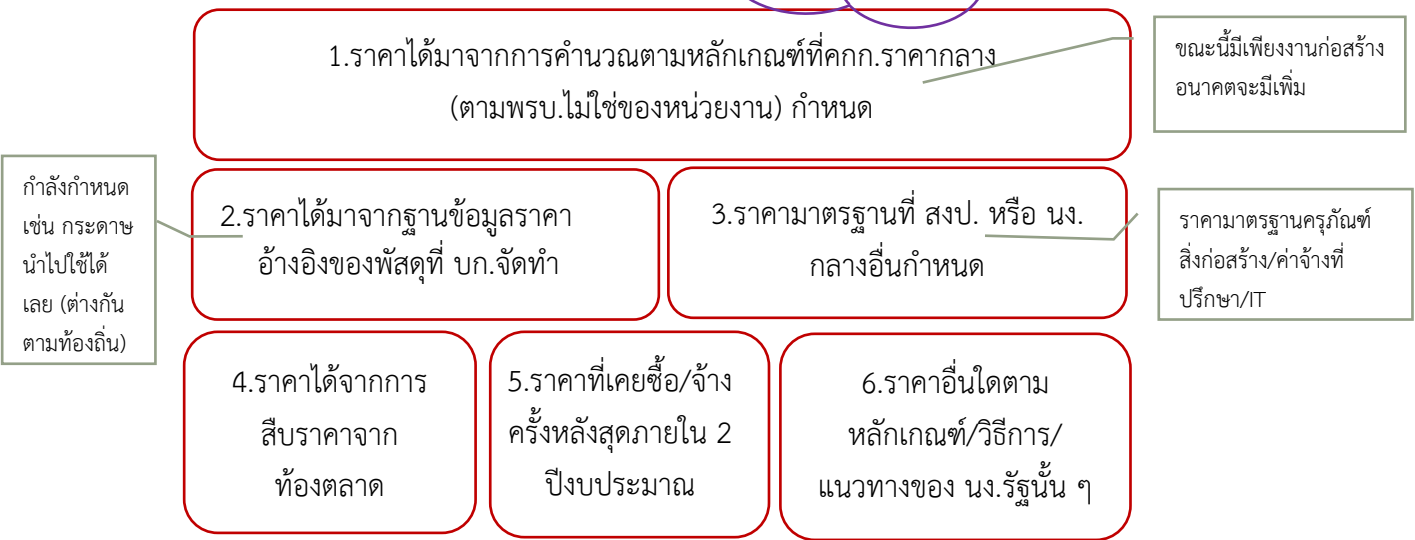 1.ราคาได้มาจากการคำนวณตามหลักเกณฑ์ที่คกก.ราคากลาง
(ตามพรบ.ไม่ใช่ของหน่วยงาน) กำหนด
ขณะนี้มีเพียงงานก่อสร้าง
อนาคตจะมีเพิ่ม
กำลังกำหนด
เช่น กระดาษ
นำไปใช้ได้
เลย (ต่างกัน
ตามท้องถิ่น)
2.ราคาได้มาจากฐานข้อมูลราคา
อ้างอิงของพัสดุที่ บก.จัดทำ
3.ราคามาตรฐานที่ สงป. หรือ นง.
กลางอื่นกำหนด
ราคามาตรฐานครุภัณฑ์
สิ่งก่อสร้าง/ค่าจ้างที่
ปรึกษา/IT
4.ราคาได้จากการ
สืบราคาจาก
ท้องตลาด
5.ราคาที่เคยซื้อ/จ้าง
ครั้งหลังสุดภายใน 2
ปีงบประมาณ
6.ราคาอื่นใดตาม
หลักเกณฑ์/วิธีการ/
แนวทางของ นง.รัฐนั้น ๆ